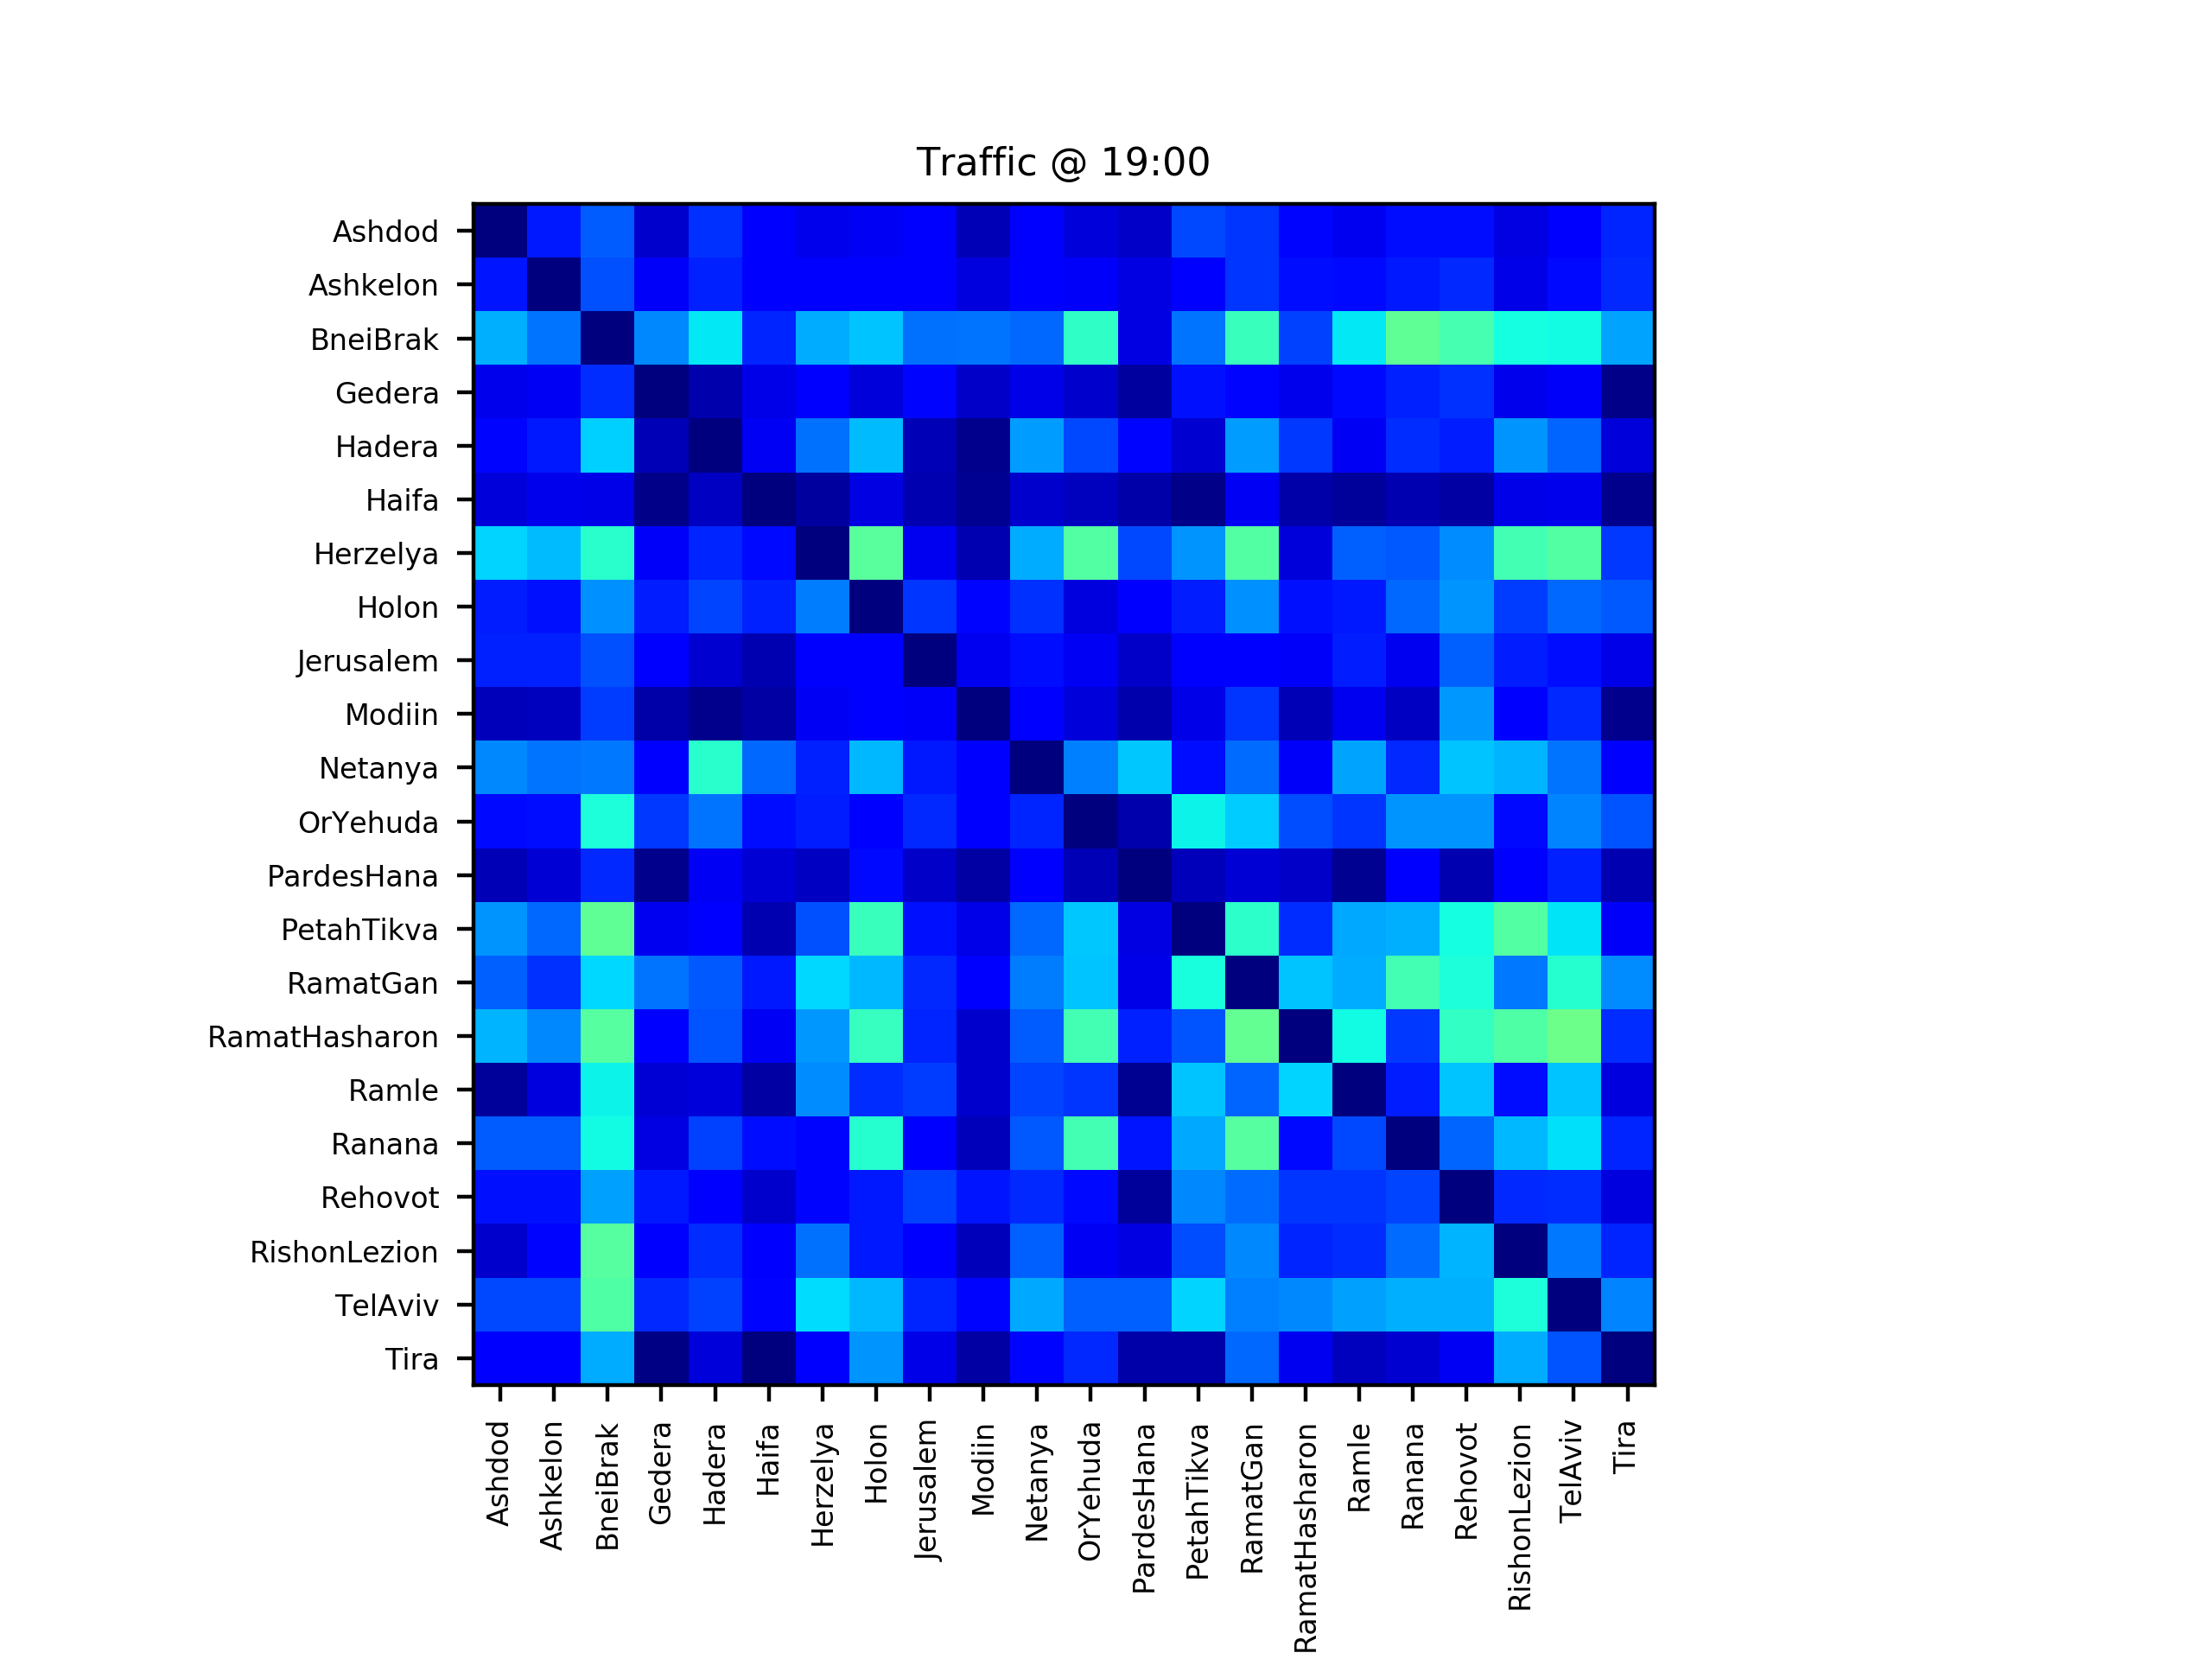 Traffic @ 19:00
Ashdod
Ashkelon
BneiBrak
Gedera
Hadera
Haifa
Herzelya
Holon
Jerusalem
Modiin
Netanya
OrYehuda
PardesHana
PetahTikva
RamatGan
RamatHasharon
Ramle
Ranana
Rehovot
RishonLezion
TelAviv
Tira
Ashdod
Ashkelon
BneiBrak
Gedera
Hadera
Haifa
Herzelya
Holon
Jerusalem
Modiin
Netanya
OrYehuda
PardesHana
PetahTikva
RamatGan
RamatHasharon
Ramle
Ranana
Rehovot
RishonLezion
TelAviv
Tira